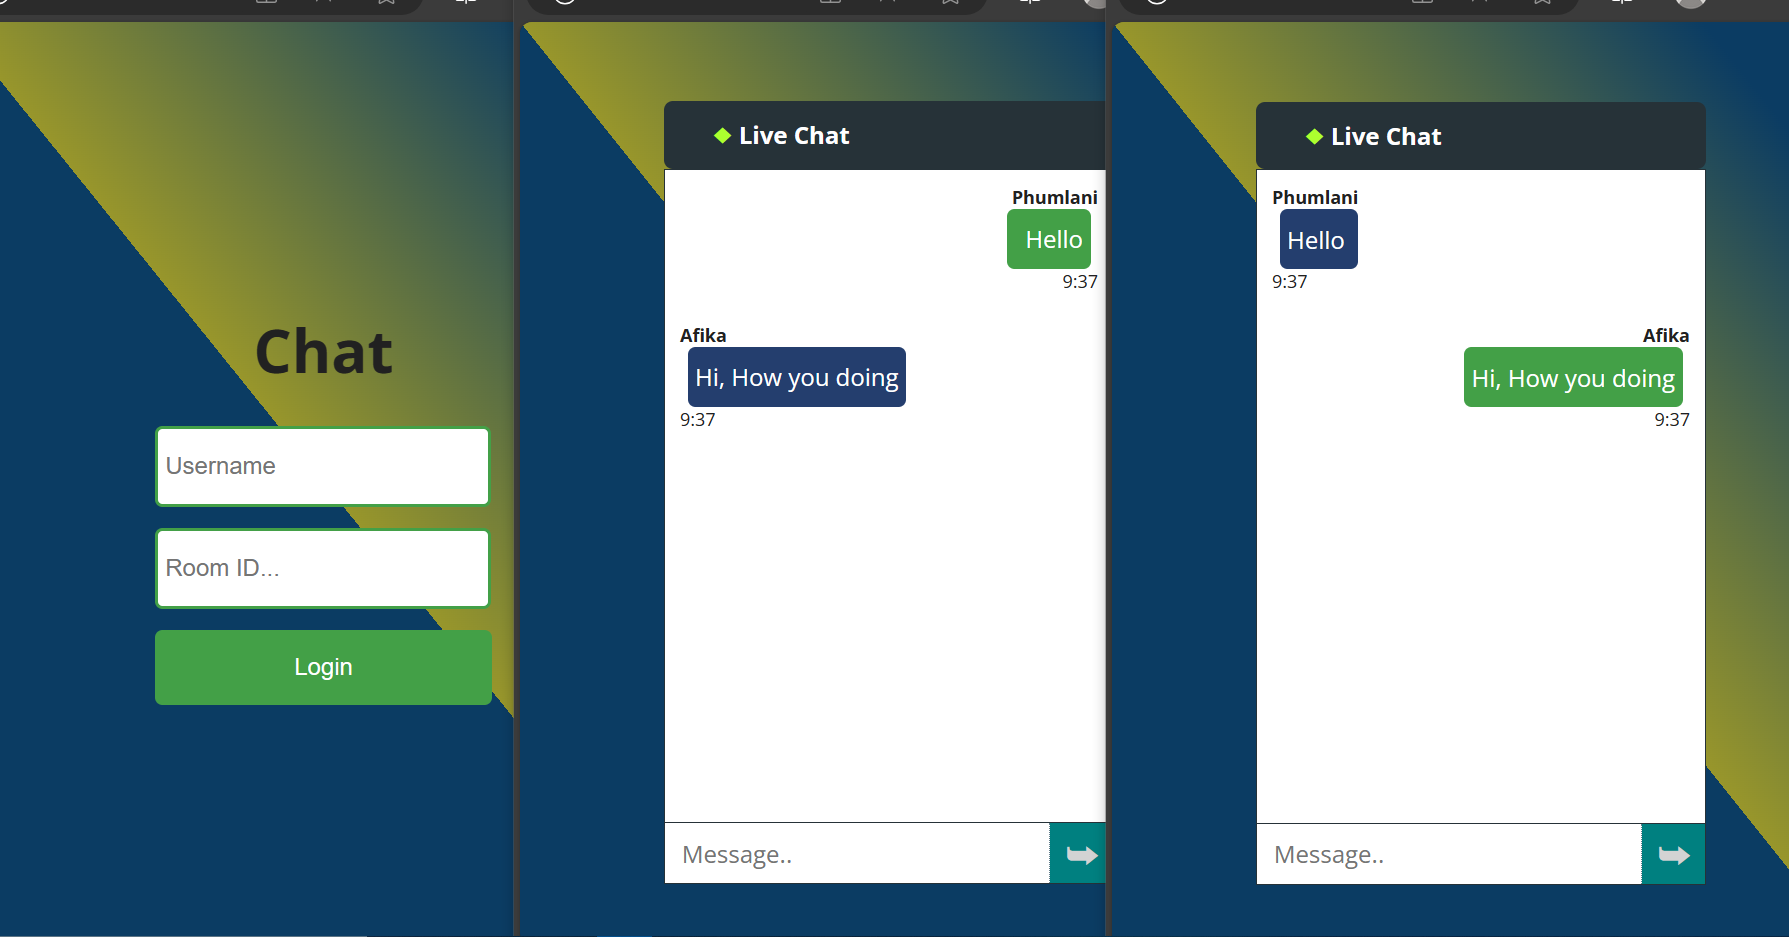 Chat
Username
Room ID...
Login
Live Chat
Phumlani
Hello
9:37
Afika
Hi, How you doing
9:37
Message..
Live Chat
Phumlani
Hello
9:37
Afika
Hi, How you doing
9:37
Message..